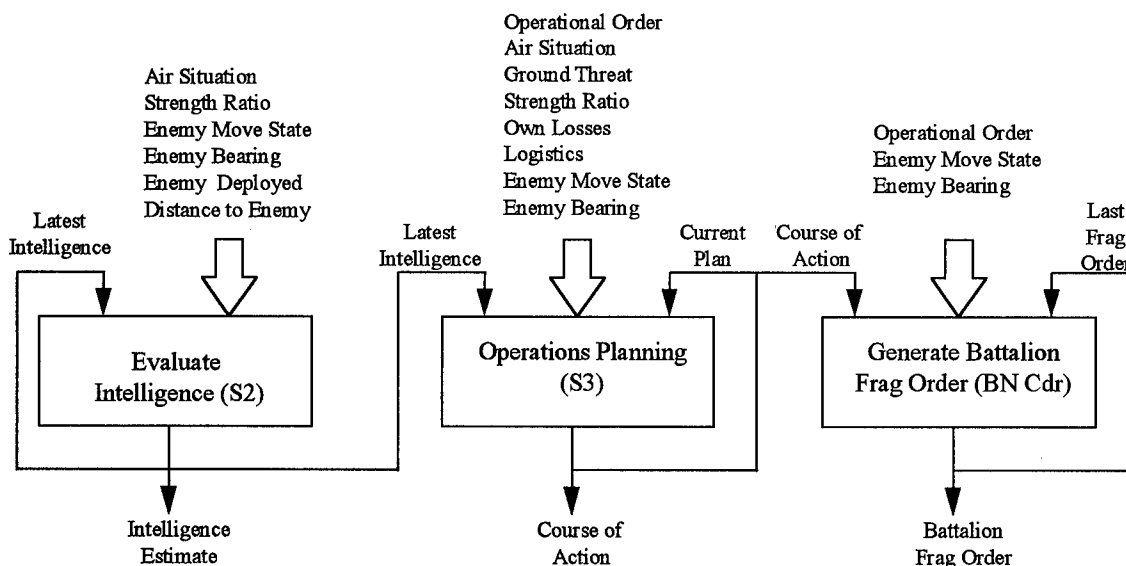 Air Situation
Strength Ratio
Enemy Move State
Enemy Bearing
Enemy Deployed
Distance to Enemy
Latest
Intelligence
Evaluate
Intelligence (S2)
Intelligence
Estimate
Operational Order
Air Situation
Ground Threat
Strength Ratio
Own Losses
Logistics
Enemy Move State
Enemy Bearing
Latest
Intelligence
Current
Plan
Operations Planning
(S3)
Course of
Action
Operational Order
Enemy Move State
Enemy Bearing
Course of
Action
Last
Frag
Order
Generate Battalion
Frag Order (BN Cdr)
Battalion
Frag Order